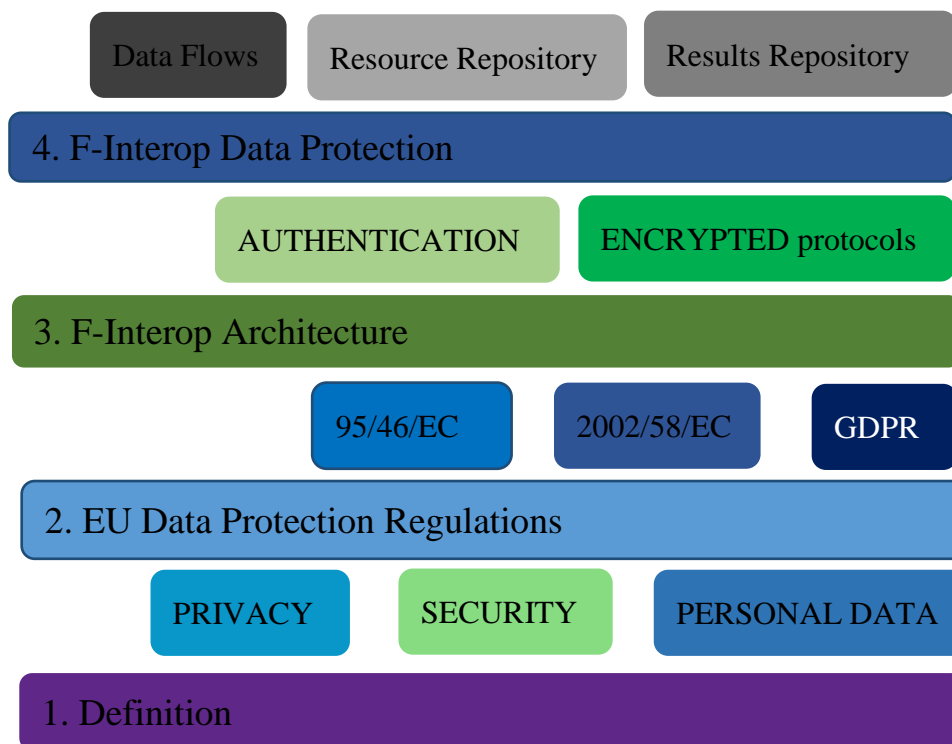 Data Flows
Resource Repository
Results Repository
4. F-Interop Data Protection
AUTHENTICATION
ENCRYPTED protocols
3. F-Interop Architecture
95/46/EC
2002/58/EC
GDPR
2. EU Data Protection Regulations
PRIVACY
SECURITY
PERSONAL DATA
1. Definition